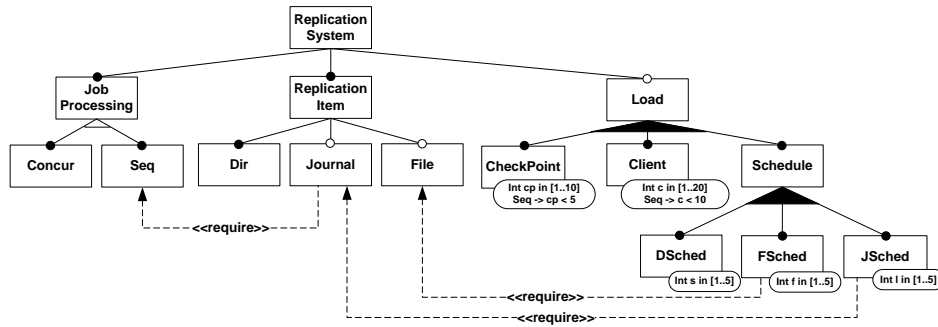 Replication
System
Job
Processing
Replication
Item
Load
Concur
Seq
Dir
Journal
File
CheckPoint
Client
Schedule
Int cp in [1..10]
Seq -> cp < 5
Int c in [1..20]
Seq -> c < 10
<<require>>
DSched
FSched
JSched
Int s in [1..5]
Int f in [1..5]
Int l in [1..5]
<<require>>
<<require>>